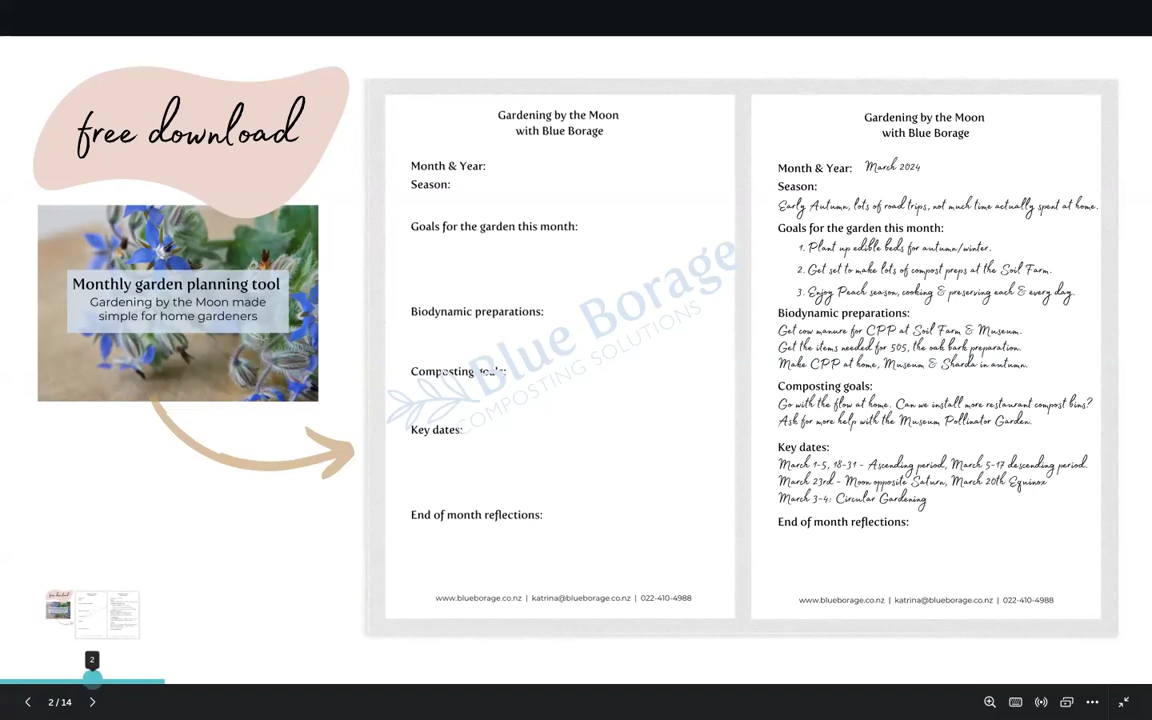 free download
Monthly garden planning tool
Gardening by the Moon made
simple for home gardeners
Gardening by the Moon
with Blue Borage
Month & Year:
Season:
Goals for the garden this month:
Biodynamic preparations:
Composting goals:
Key dates:
End of month reflections:
Blue Borage
COMPOSTING SOLUTIONS
www.blueborage.co.nz | katrina@blueborage.co.nz | 022-410-4988
Gardening by the Moon
with Blue Borage
Month & Year: March 2024
Season:
Early Autumn, lots of road trips, not much time actually spent at home.
Goals for the garden this month:
1. Plant up edible beds for autumn/winter.
2. Get set to make lots of compost preps at the Soil Farm.
3. Enjoy Peach season, cooking & preserving each & every day.
Biodynamic preparations:
Get cow manure for CPP at Soil Farm & Museum.
Get the items needed for 505, the oak bark preparation.
Make CPP at home, Museum & Sharda in autumn.
Composting goals:
Go with the flow at home. Can we install more restaurant compost bins?
Ask for more help with the Museum Pollinator Garden.
Key dates:
March 1-5, 18-31 - Ascending period, March 5-17 descending period.
March 23rd - Moon opposite Saturn, March 20th Equinox
March 3-4: Circular Gardening
End of month reflections:
www.blueborage.co.nz | katrina@blueborage.co.nz | 022-410-4988
2
2 / 14